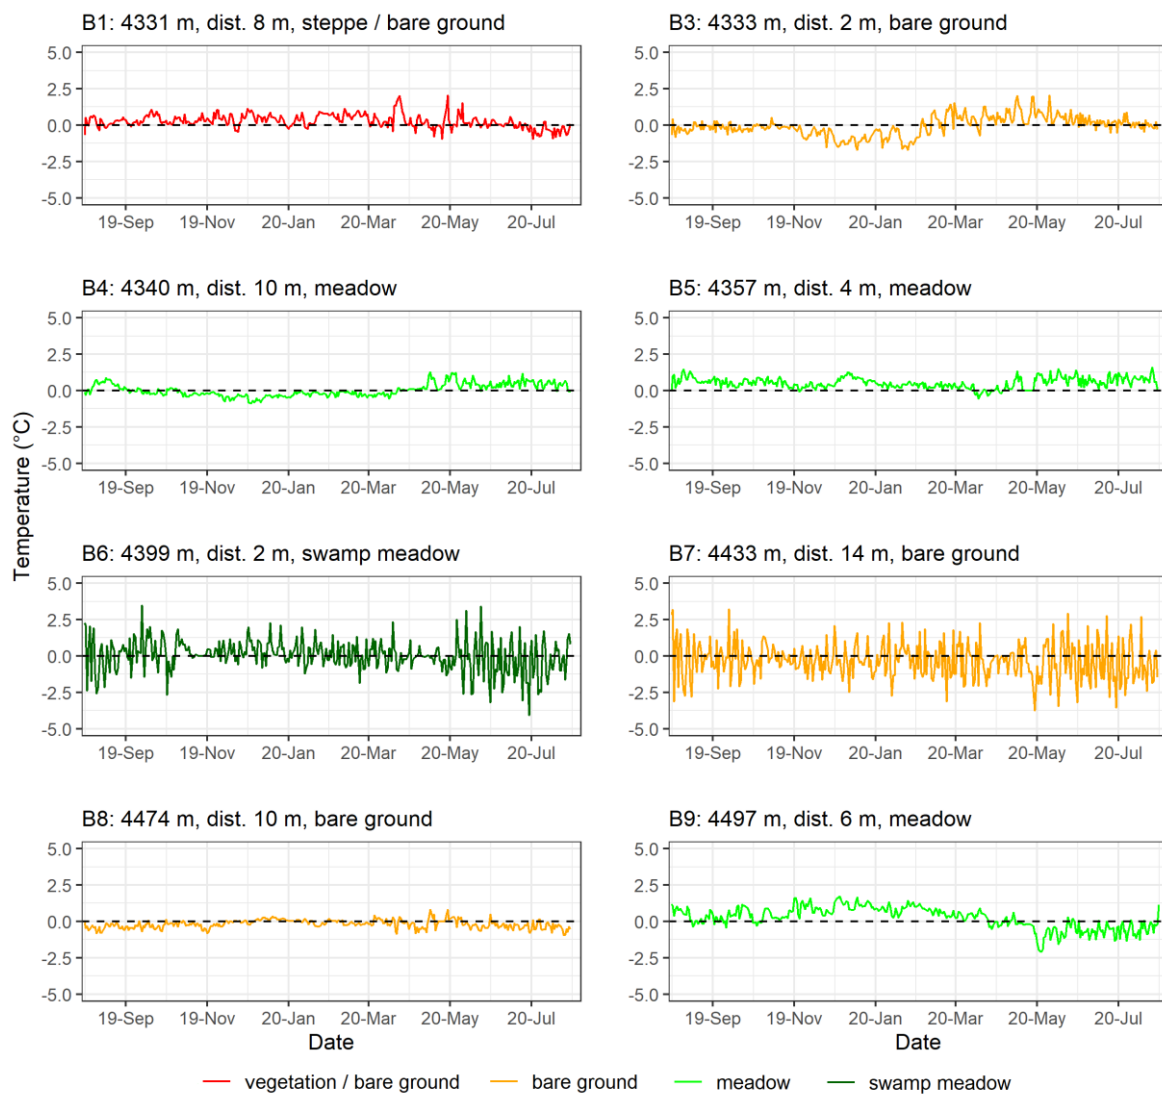 B1: 4331 m, dist. 8 m, steppe / bare ground
5.0
2.5
0.0
-2.5
-5.0
19-Sep 19-Nov 20-Jan 20-Mar 20-May 20-Jul
B3: 4333 m, dist. 2 m, bare ground
5.0
2.5
0.0
-2.5
-5.0
19-Sep 19-Nov 20-Jan 20-Mar 20-May 20-Jul
B4: 4340 m, dist. 10 m, meadow
5.0
2.5
0.0
-2.5
-5.0
19-Sep 19-Nov 20-Jan 20-Mar 20-May 20-Jul
B5: 4357 m, dist. 4 m, meadow
5.0
2.5
0.0
-2.5
-5.0
19-Sep 19-Nov 20-Jan 20-Mar 20-May 20-Jul
Temperature (°C)
B6: 4399 m, dist. 2 m, swamp meadow
5.0
2.5
0.0
-2.5
-5.0
19-Sep 19-Nov 20-Jan 20-Mar 20-May 20-Jul
B7: 4433 m, dist. 14 m, bare ground
5.0
2.5
0.0
-2.5
-5.0
19-Sep 19-Nov 20-Jan 20-Mar 20-May 20-Jul
B8: 4474 m, dist. 10 m, bare ground
5.0
2.5
0.0
-2.5
-5.0
19-Sep 19-Nov 20-Jan 20-Mar 20-May 20-Jul
Date
B9: 4497 m, dist. 6 m, meadow
5.0
2.5
0.0
-2.5
-5.0
19-Sep 19-Nov 20-Jan 20-Mar 20-May 20-Jul
Date
vegetation / bare ground bare ground meadow swamp meadow